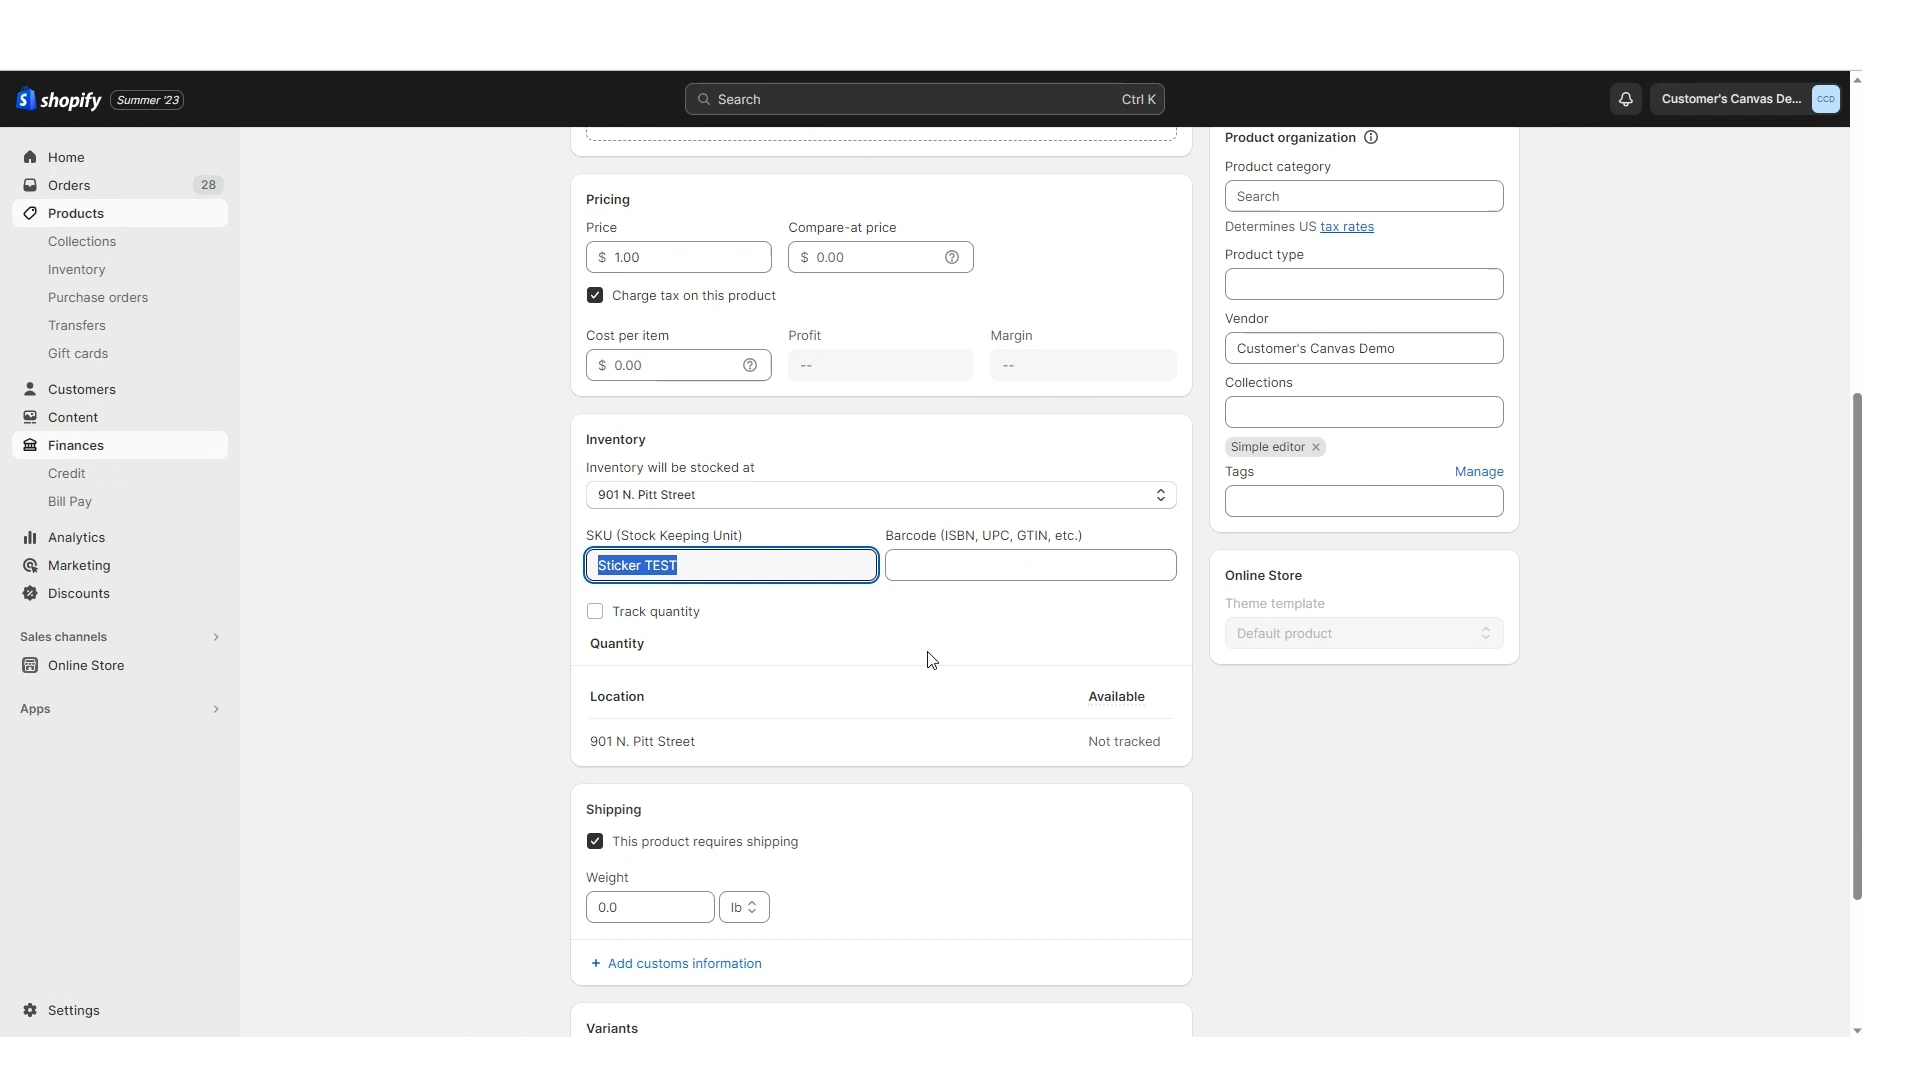 shopify Summer '23
Search Ctrl K
Customer's Canvas De... CCD
Home
Orders 28
Products
Collections
Inventory
Purchase orders
Transfers
Gift cards
Customers
Content
Finances
Credit
Bill Pay
Analytics
Marketing
Discounts
Sales channels
Online Store
Apps
Settings
Pricing
Price Compare-at price
$ 1.00 $ 0.00
Charge tax on this product
Cost per item Profit Margin
$ 0.00 -- --
Inventory
Inventory will be stocked at
901 N. Pitt Street
SKU (Stock Keeping Unit) Barcode (ISBN, UPC, GTIN, etc.)
Sticker TEST
Track quantity
Quantity
Location Available
901 N. Pitt Street Not tracked
Shipping
This product requires shipping
Weight
0.0 lb
+ Add customs information
Variants
Product organization
Product category
Search
Determines US tax rates
Product type
Vendor
Customer's Canvas Demo
Collections
Simple editor
Tags Manage
Online Store
Theme template
Default product